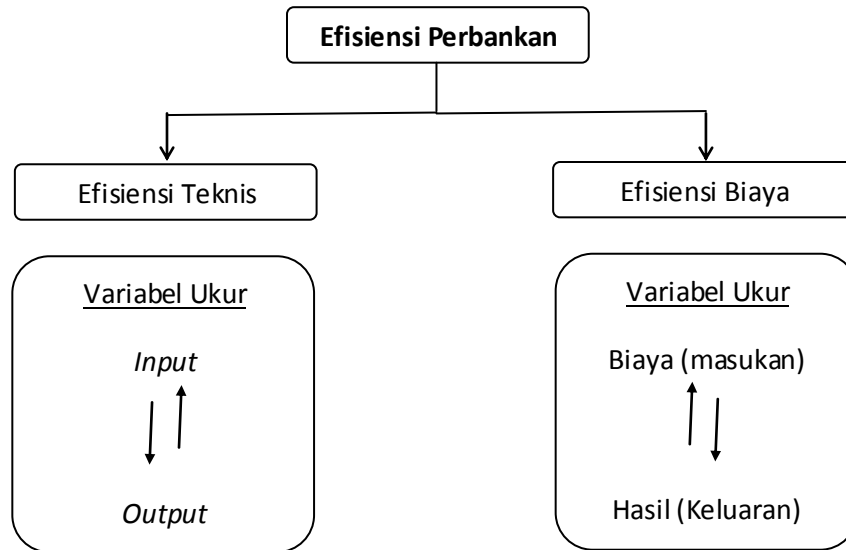 Efisiensi Perbankan
Efisiensi Teknis
Efisiensi Biaya
Variabel Ukur
Input
Output
Variabel Ukur
Biaya (masukan)
Hasil (Keluaran)